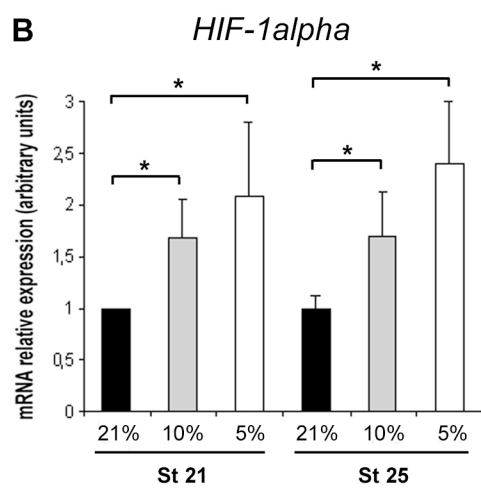 B
HIF-1alpha
mRNA relative expression (arbitrary units)
3
2,5
2
1,5
1
0,5
0
*
*
*
*
21% 10% 5% 21% 10% 5%
St 21 St 25